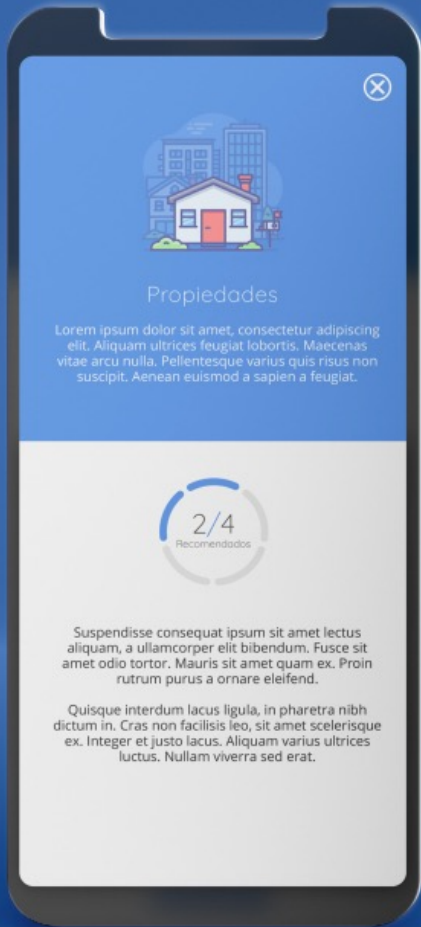 Propiedades
Lorem ipsum dolor sit amet, consectetur adipiscing
elit. Aliquam ultrices feugiat lobortis. Maecenas
vitae arcu nulla. Pellentesque varius quis risus non
suscipit. Aenean euismod a sapien a feugiat.
2/4
Recomendados
Suspendisse consequat ipsum sit amet lectus
aliquam, a ullamcorper elit bibendum. Fusce sit
amet odio tortor. Mauris sit amet quam ex. Proin
rutrum purus a ornare eleifend.
Quisque interdum lacus ligula, in pharetra nibh
dictum in. Cras non facilisis leo, sit amet scelerisque
ex. Integer et justo lacus. Aliquam varius ultrices
luctus. Nullam viverra sed erat.